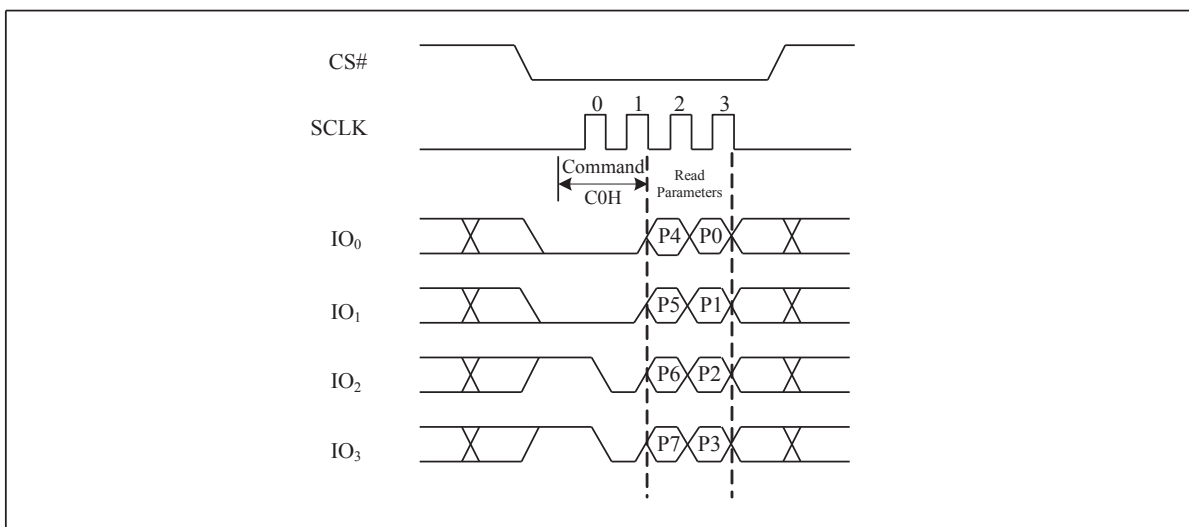 CS#
0 1 2 3
SCLK
Command
C0H
Read
Parameters
IO₀ P4 P0
IO₁ P5 P1
IO₂ P6 P2
IO₃ P7 P3